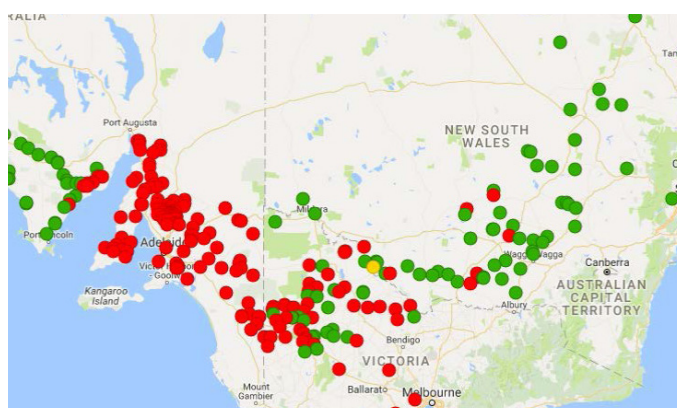 RALIA
Port Augusta
NEW SOUTH
WALES
Mildura
Port Lincoln
Adelaide
Wagga Wagga
Canberra
Kangaroo
Island
AUSTRALIAN
CAPITAL
TERRITORY
Albury
Bendigo
VICTORIA
Mount
Gambier
Ballarat
Melbourne